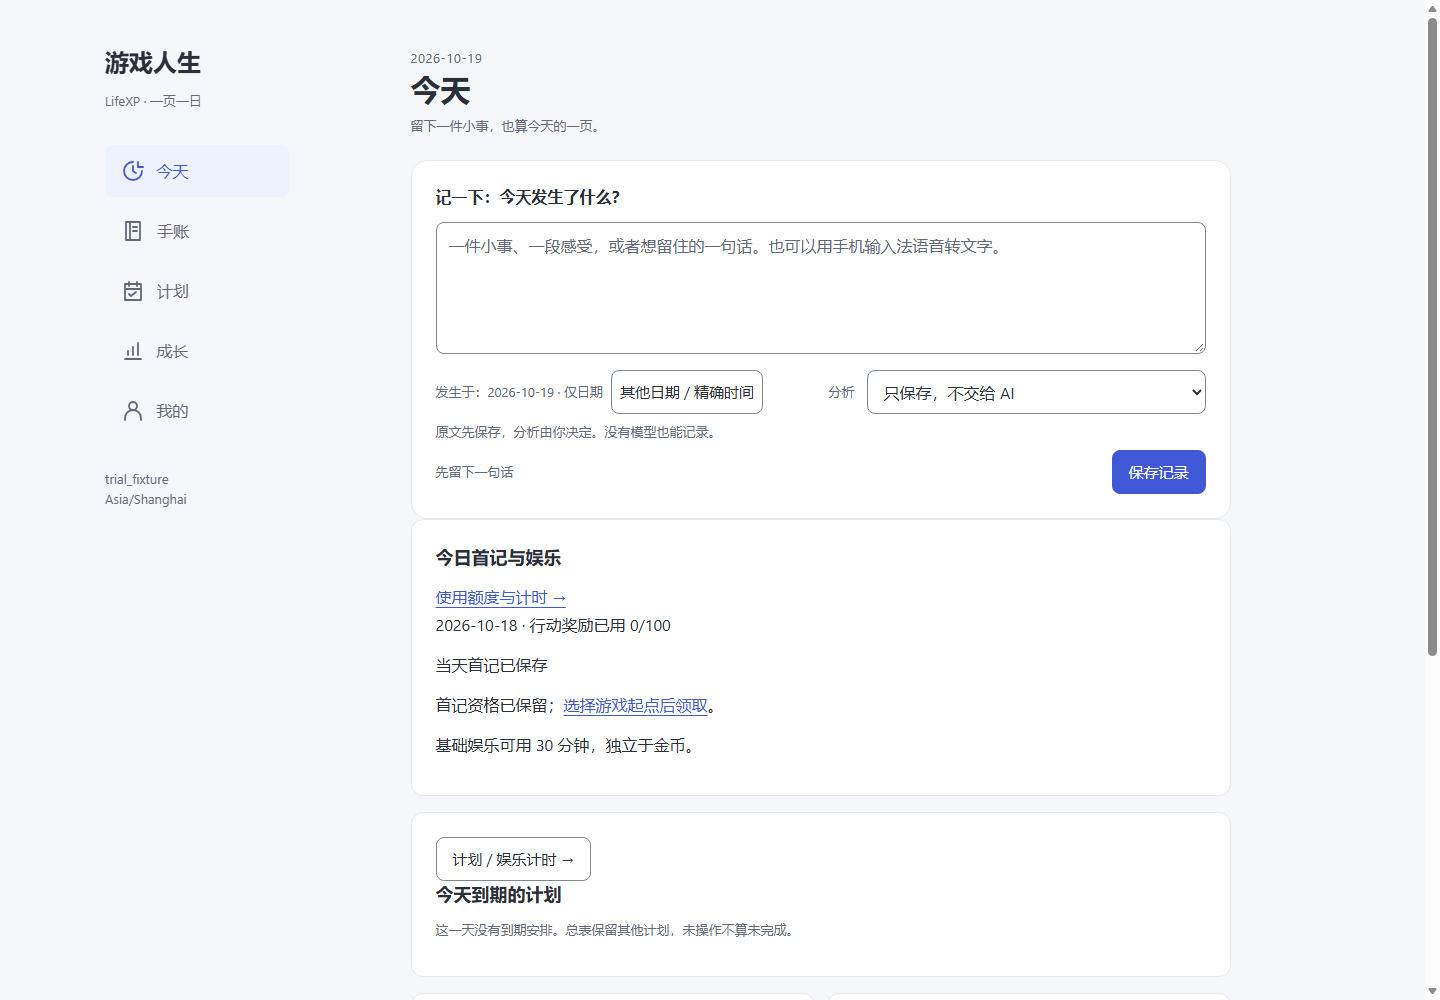 游戏人生
LifeXP · 一页一日
今天
手账
计划
成长
我的
trial_fixture
Asia/Shanghai
2026-10-19
今天
留下一件小事，也算今天的一页。
记一下：今天发生了什么？
一件小事、一段感受，或者想留住的一句话。也可以用手机输入法语音转文字。
发生于：2026-10-19 · 仅日期 其他日期 / 精确时间 分析 只保存，不交给 AI
原文先保存，分析由你决定。没有模型也能记录。
先留下一句话 保存记录
今日首记与娱乐
使用额度与计时 →
2026-10-18 · 行动奖励已用 0/100
当天首记已保存
首记资格已保留；选择游戏起点后领取。
基础娱乐可用 30 分钟，独立于金币。
计划 / 娱乐计时 →
今天到期的计划
这一天没有到期安排。总表保留其他计划，未操作不算未完成。